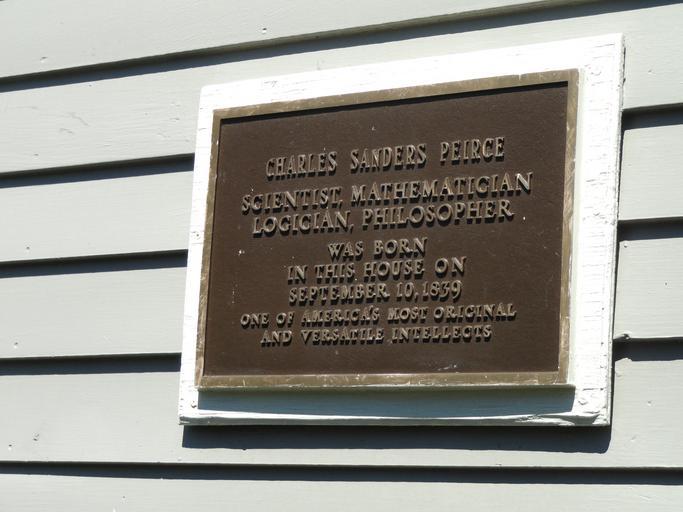 CHARLES SANDERS PEIRCE
SCIENTIST, MATHEMATICIAN
LOGICIAN, PHILOSOPHER
WAS BORN
IN THIS HOUSE ON
SEPTEMBER 10, 1839
ONE OF AMERICA'S MOST ORIGINAL
AND VERSATILE INTELLECTS